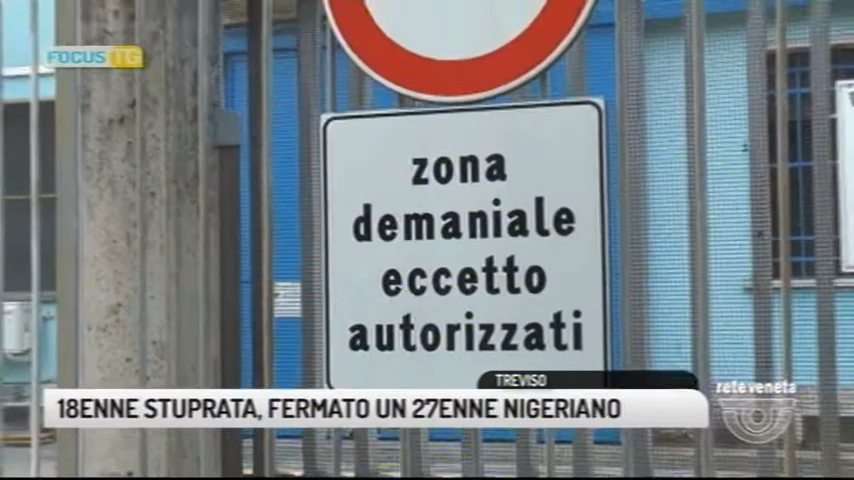 FOCUS TG
zona
demaniale
eccetto
autorizzati
TREVISO
18ENNE STUPRATA, FERMATO UN 27ENNE NIGERIANO
reteveneta